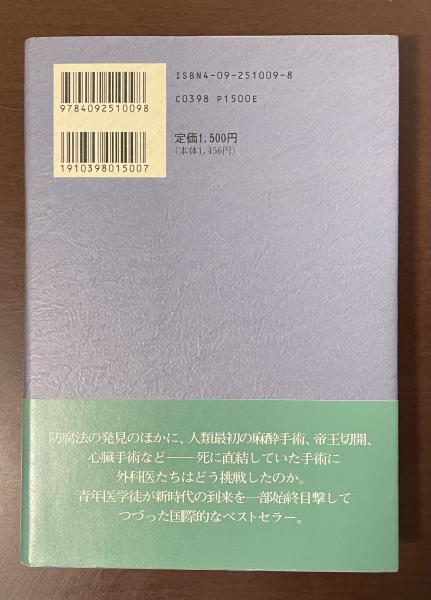 ISBN4-09-251009-8
C0398 P1500E
9784092510098
定価1,500円
(本体1,456円)
1910398015007
防腐法の発見のほかに、人類最初の麻酔手術、帝王切開、
心臓手術など――死に直結していた手術に
外科医たちはどう挑戦したのか。
青年医学徒が新時代の到来を一部始終目撃して
つづった国際的なベストセラー。